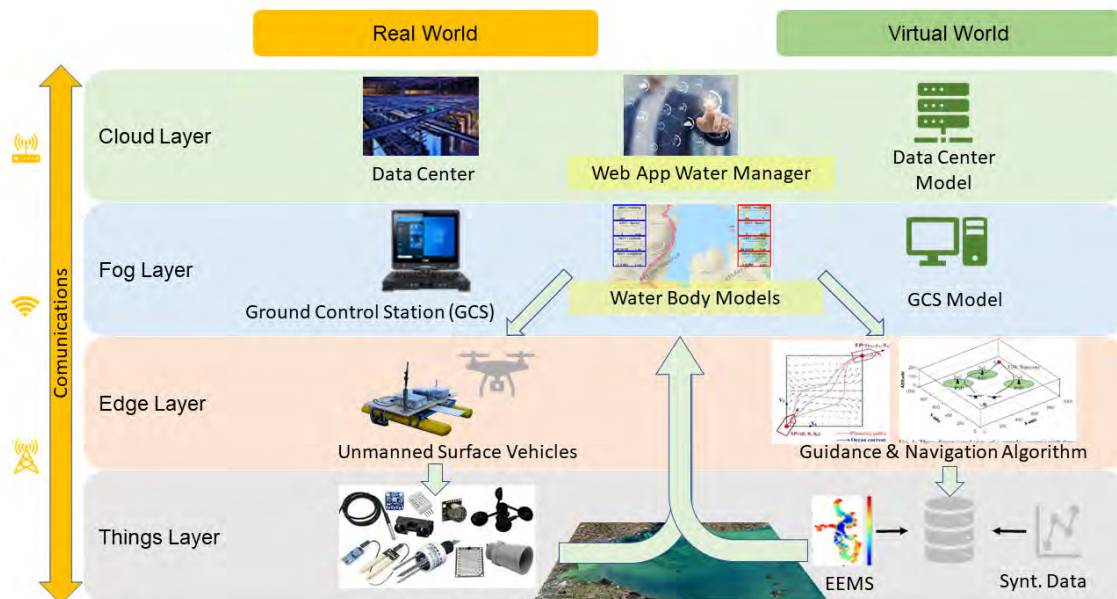 Real World
Virtual World
Comunications
Cloud Layer
Data Center
Web App Water Manager
Data Center
Model
Fog Layer
Ground Control Station (GCS)
Water Body Models
GCS Model
Edge Layer
Unmanned Surface Vehicles
Guidance & Navigation Algorithm
Things Layer
EEMS
Synt. Data